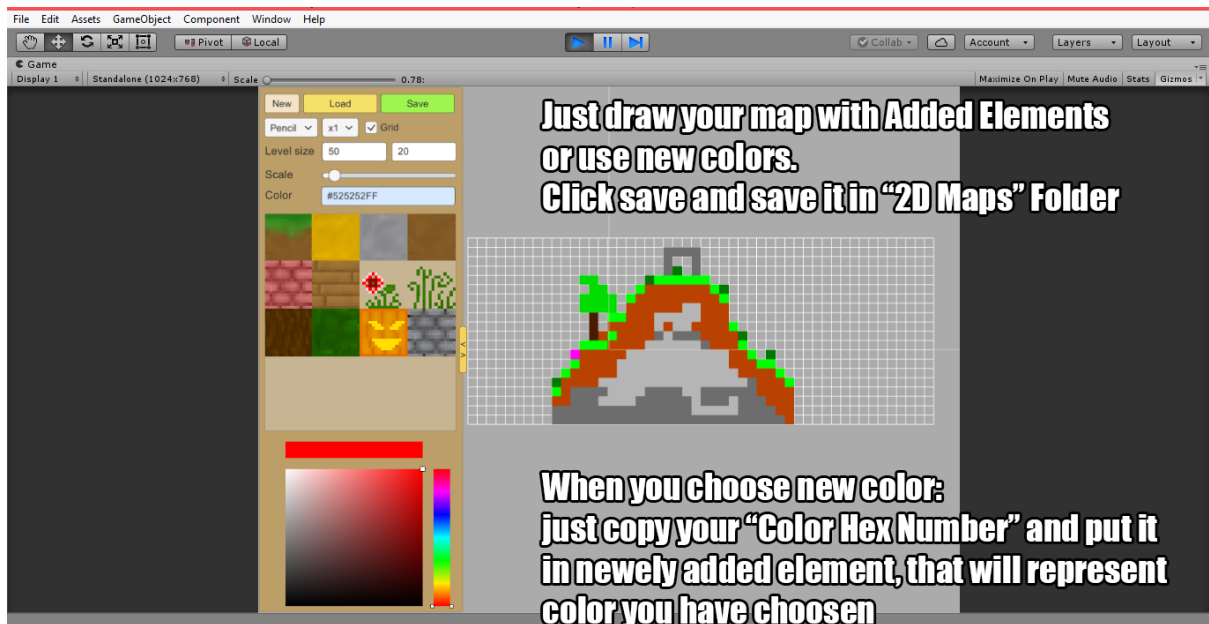 File Edit Assets GameObject Component Window Help
Pivot Local Collab Account Layers Layout
Game
Display 1 Standalone (1024x768) Scale 0.78: Maximize On Play Mute Audio Stats Gizmos
New Load Save
Pencil x1 Grid
Level size 50 20
Scale
Color #525252FF
Just draw your map with Added Elements
or use new colors.
Click save and save it in “2D Maps” Folder
< >
When you choose new color:
just copy your “Color Hex Number” and put it
in newely added element, that will represent
color you have choosen